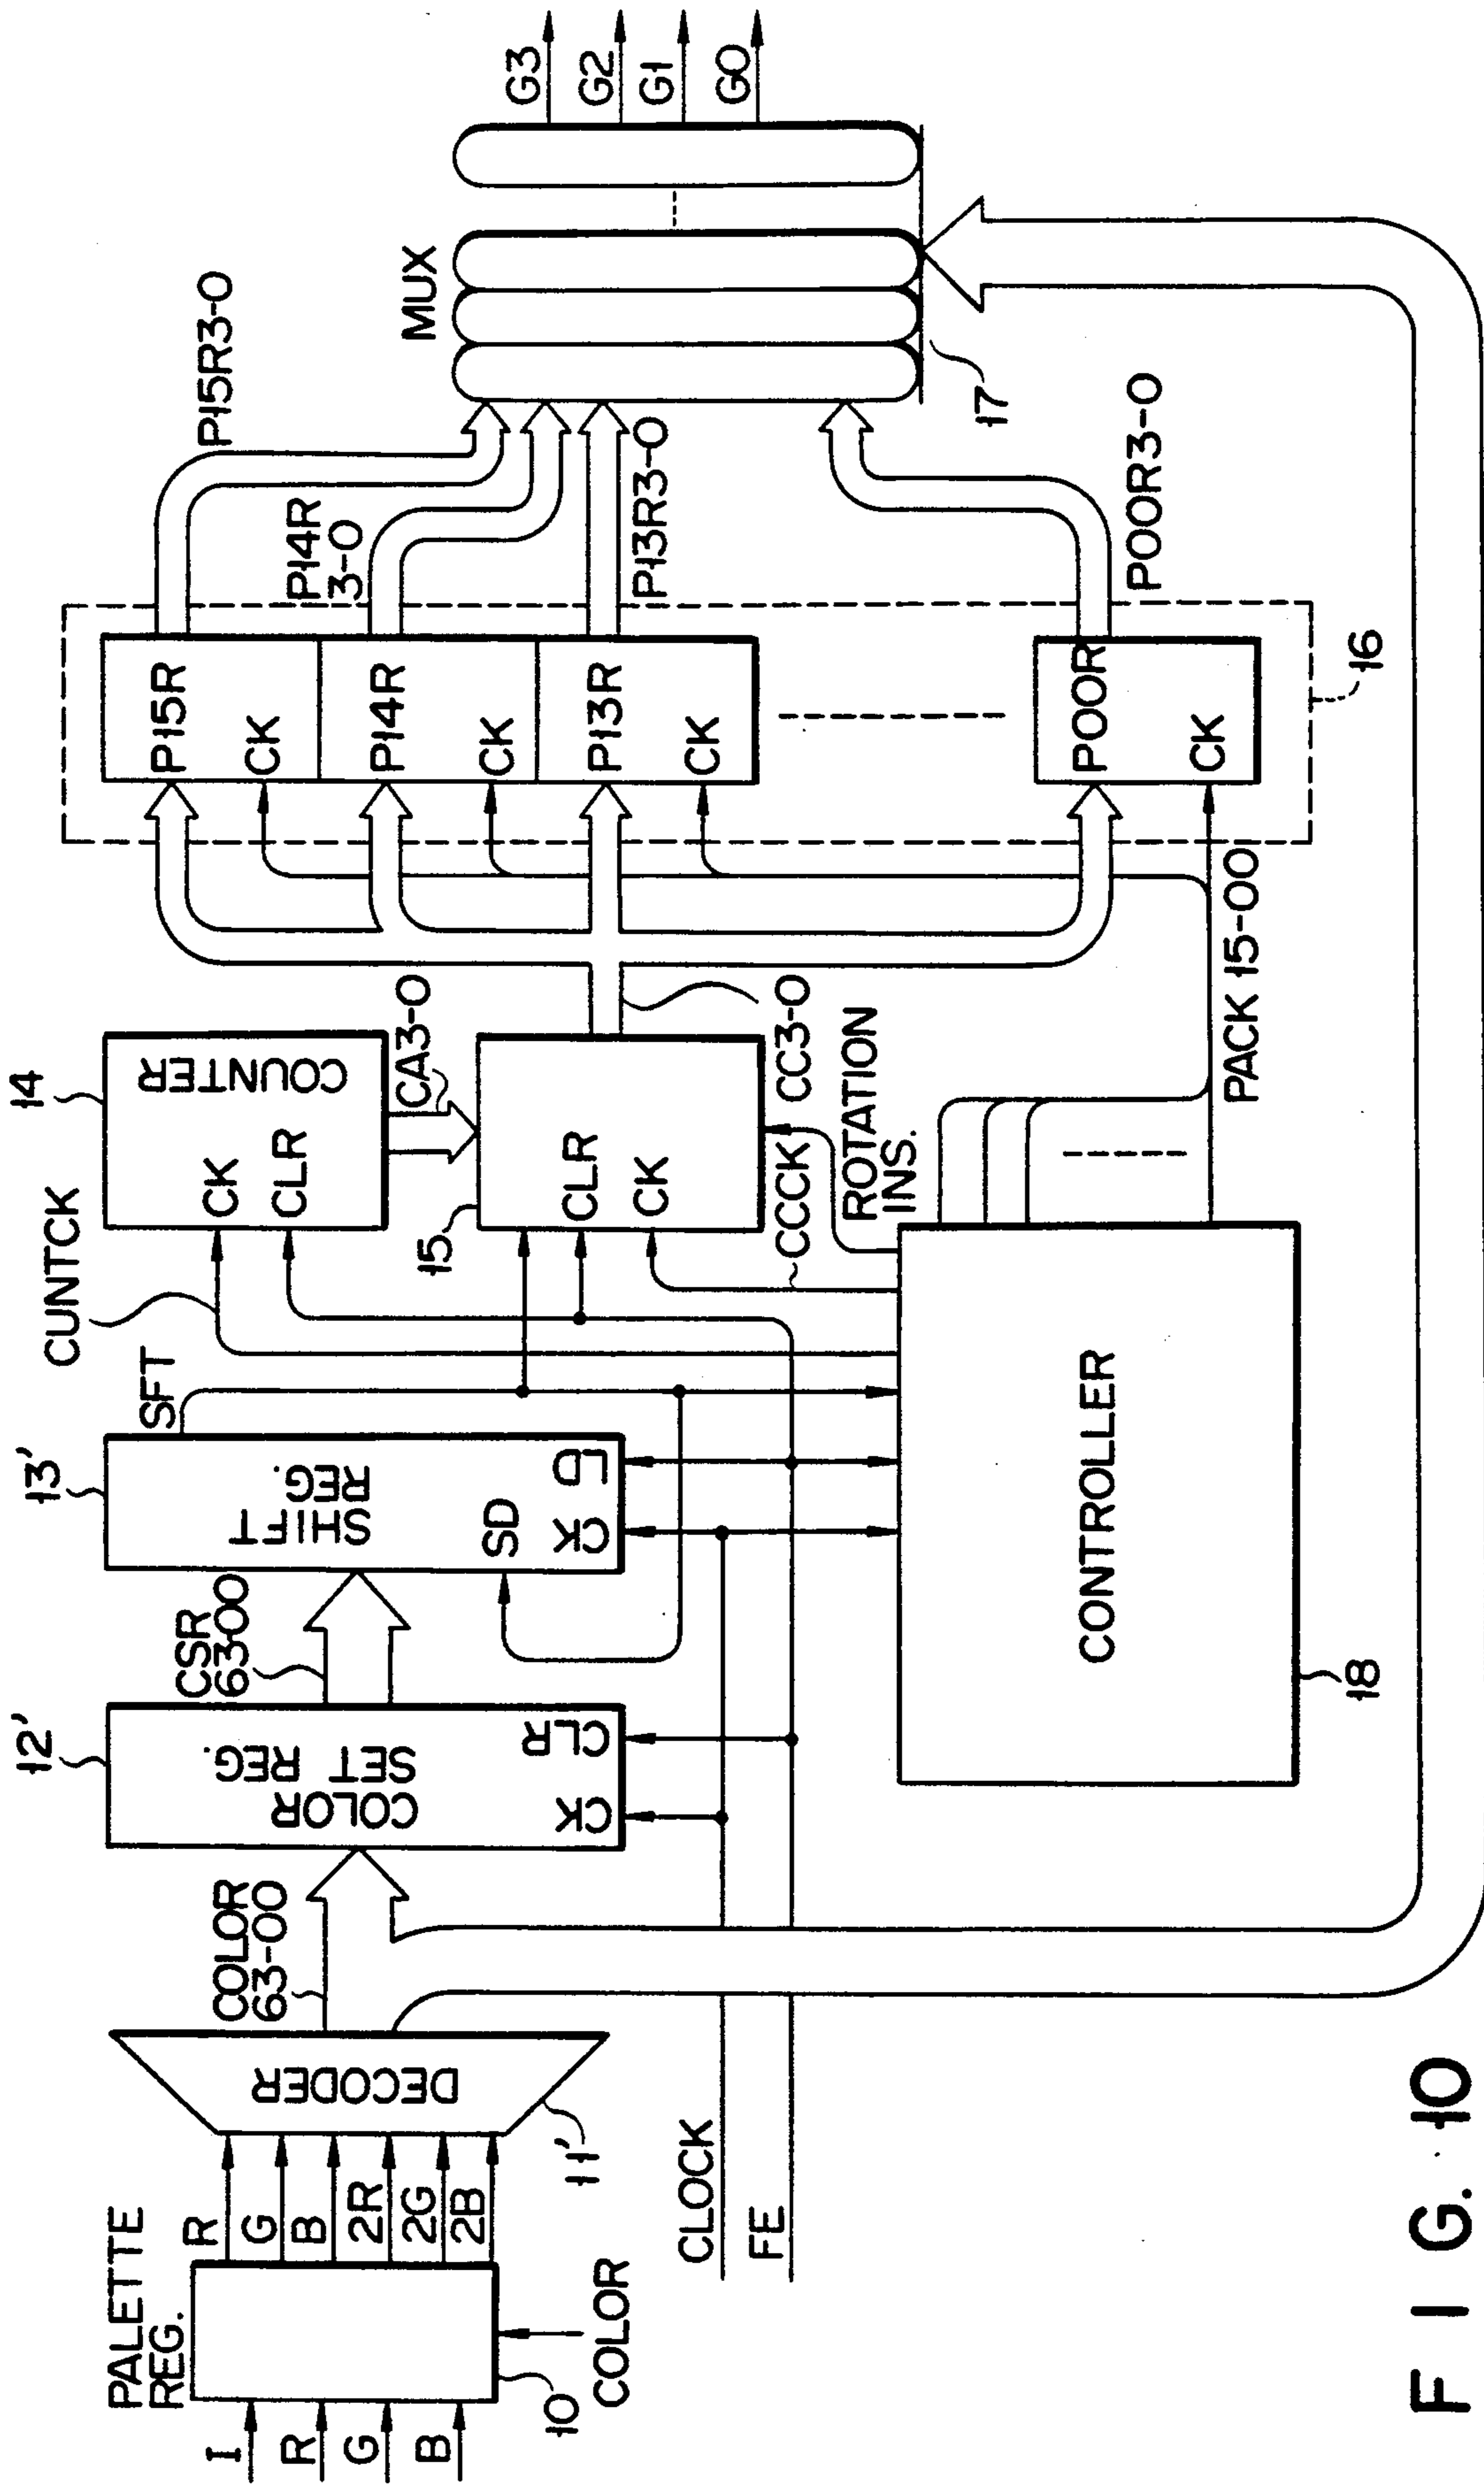 PALETTE
REG.
I
R
G
B
10
COLOR
R
G
B
2R
2G
2B
DECODER
11'
COLOR
63-00
12'
COLOR
SET REG.
CK
CLR
CSR
63-00
13'
SHIFT
REG.
SD
CK
LD
SFT
CLOCK
FE
CUNTCK
14
COUNTER
CK
CLR
CA3-0
15
CLR
CK
CC3-0
CCCK
ROTATION
INS.
CONTROLLER
18
PACK 15-00
P15R
CK
P14R
CK
P13R
CK
P00R
CK
16
P15R3-0
P14R
3-0
P13R3-0
P00R3-0
MUX
17
G3
G2
G1
G0
FIG. 10